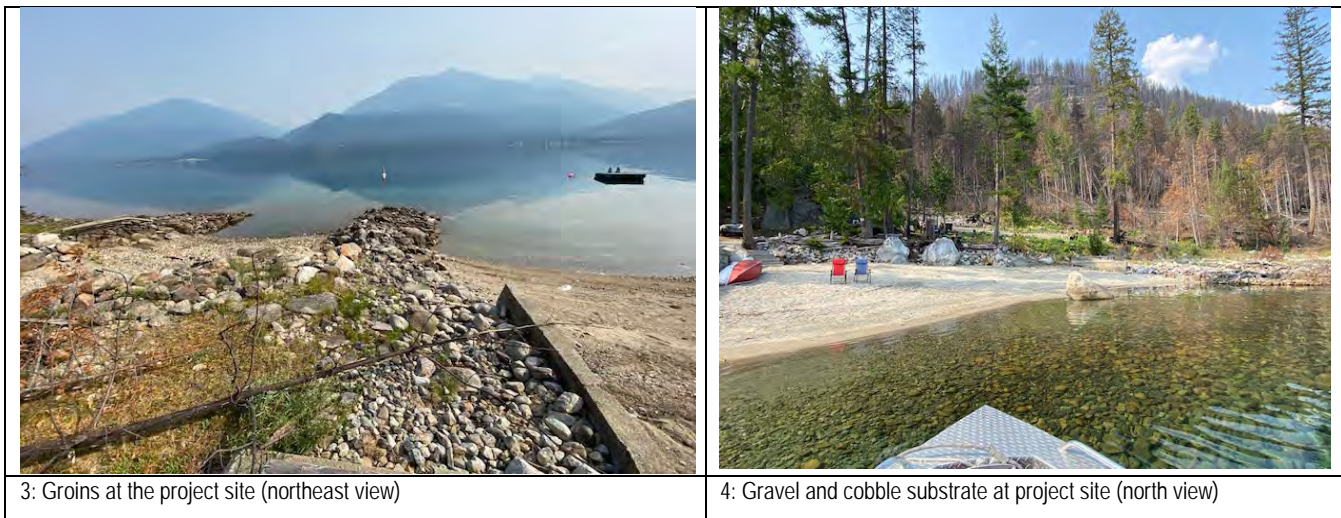 3: Groins at the project site (northeast view)
4: Gravel and cobble substrate at project site (north view)